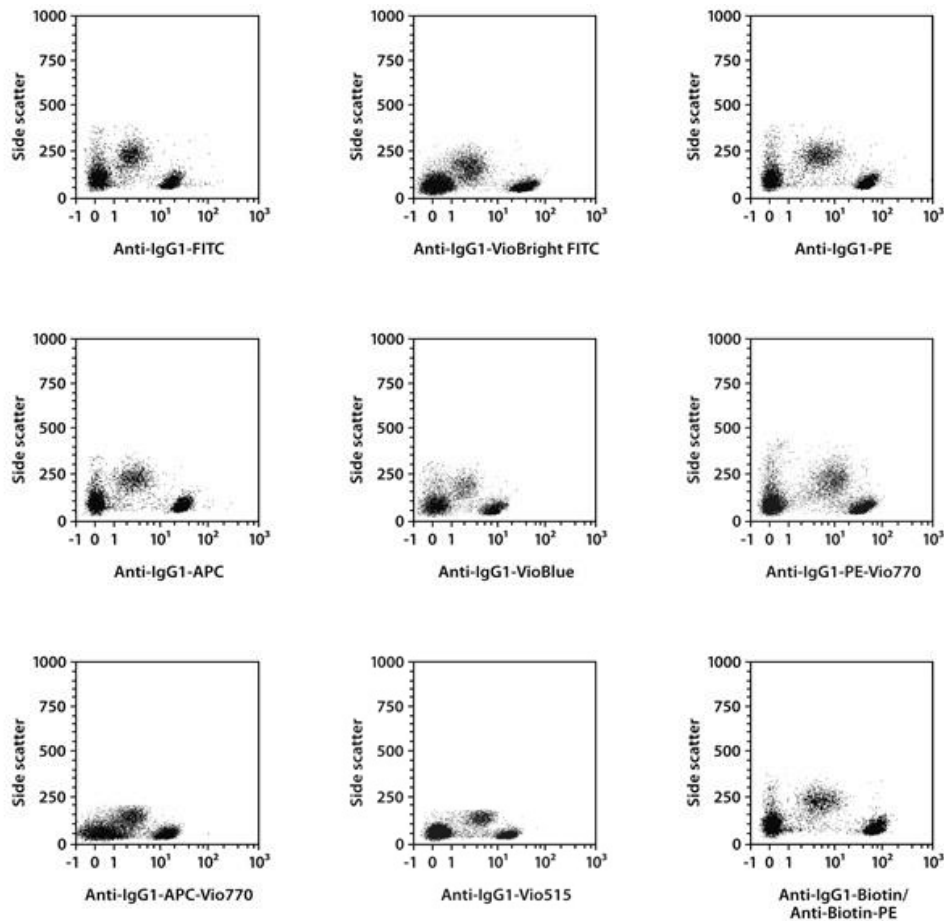 Side scatter
1000
750
500
250
0
-1 0 1 10¹ 10² 10³
Anti-IgG1-FITC
Side scatter
1000
750
500
250
0
-1 0 1 10¹ 10² 10³
Anti-IgG1-VioBright FITC
Side scatter
1000
750
500
250
0
-1 0 1 10¹ 10² 10³
Anti-IgG1-PE
Side scatter
1000
750
500
250
0
-1 0 1 10¹ 10² 10³
Anti-IgG1-APC
Side scatter
1000
750
500
250
0
-1 0 1 10¹ 10² 10³
Anti-IgG1-VioBlue
Side scatter
1000
750
500
250
0
-1 0 1 10¹ 10² 10³
Anti-IgG1-PE-Vio770
Side scatter
1000
750
500
250
0
-1 0 1 10¹ 10² 10³
Anti-IgG1-APC-Vio770
Side scatter
1000
750
500
250
0
-1 0 1 10¹ 10² 10³
Anti-IgG1-Vio515
Side scatter
1000
750
500
250
0
-1 0 1 10¹ 10² 10³
Anti-IgG1-Biotin/
Anti-Biotin-PE